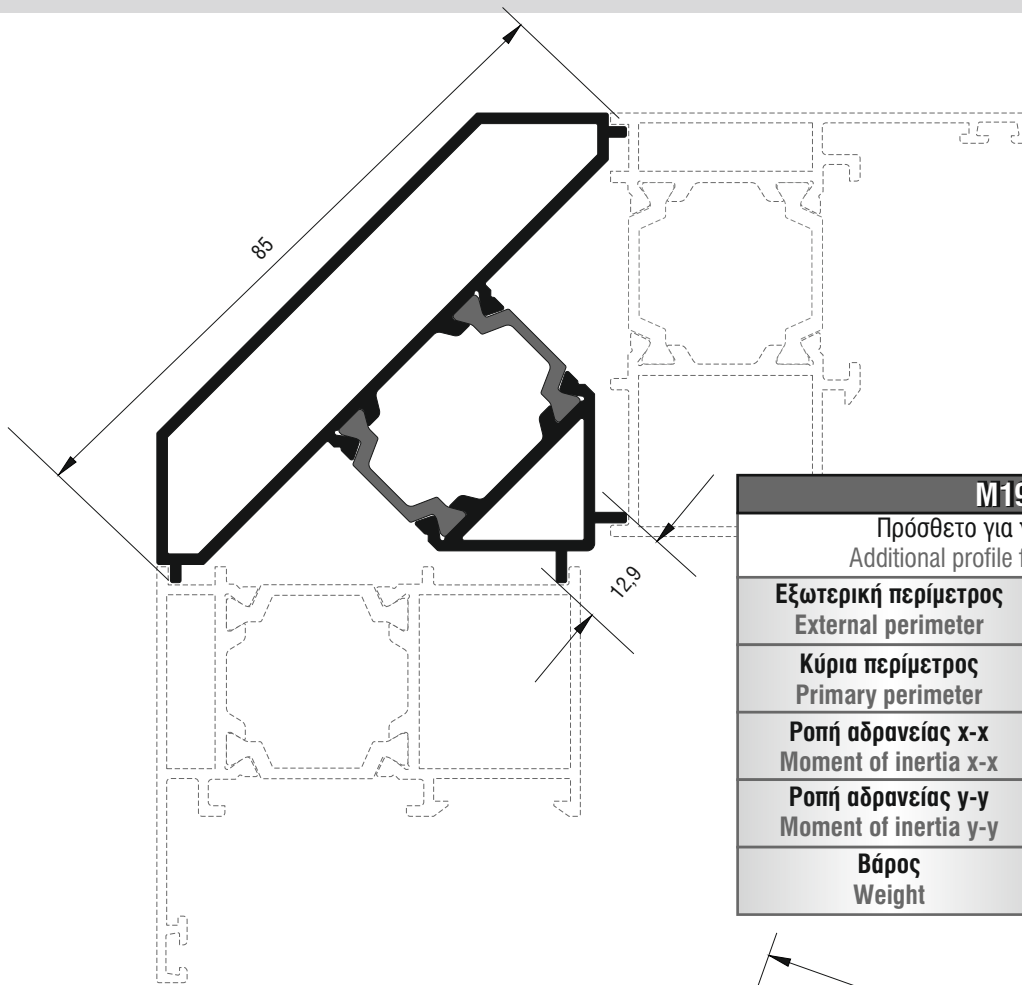 85
12,9
M19
Πρόσθετο για
Additional profile
Εξωτερική περίμετρος
External perimeter
Κύρια περίμετρος
Primary perimeter
Ροπή αδρανείας x-x
Moment of inertia x-x
Ροπή αδρανείας y-y
Moment of inertia y-y
Βάρος
Weight